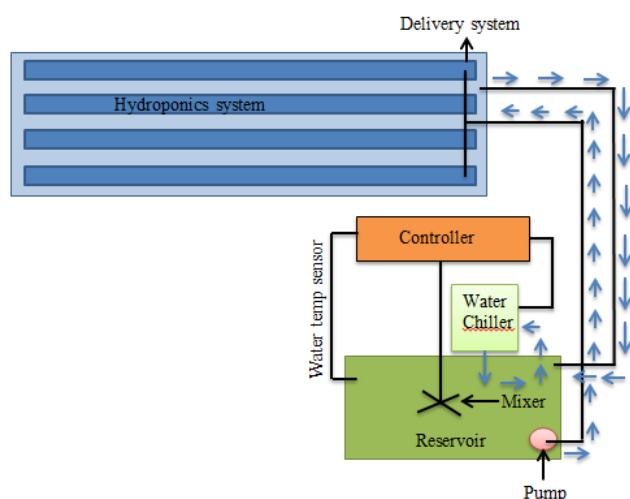 Delivery system
Hydroponics system
Controller
Water temp sensor
Water
Chiller
Mixer
Reservoir
Pump